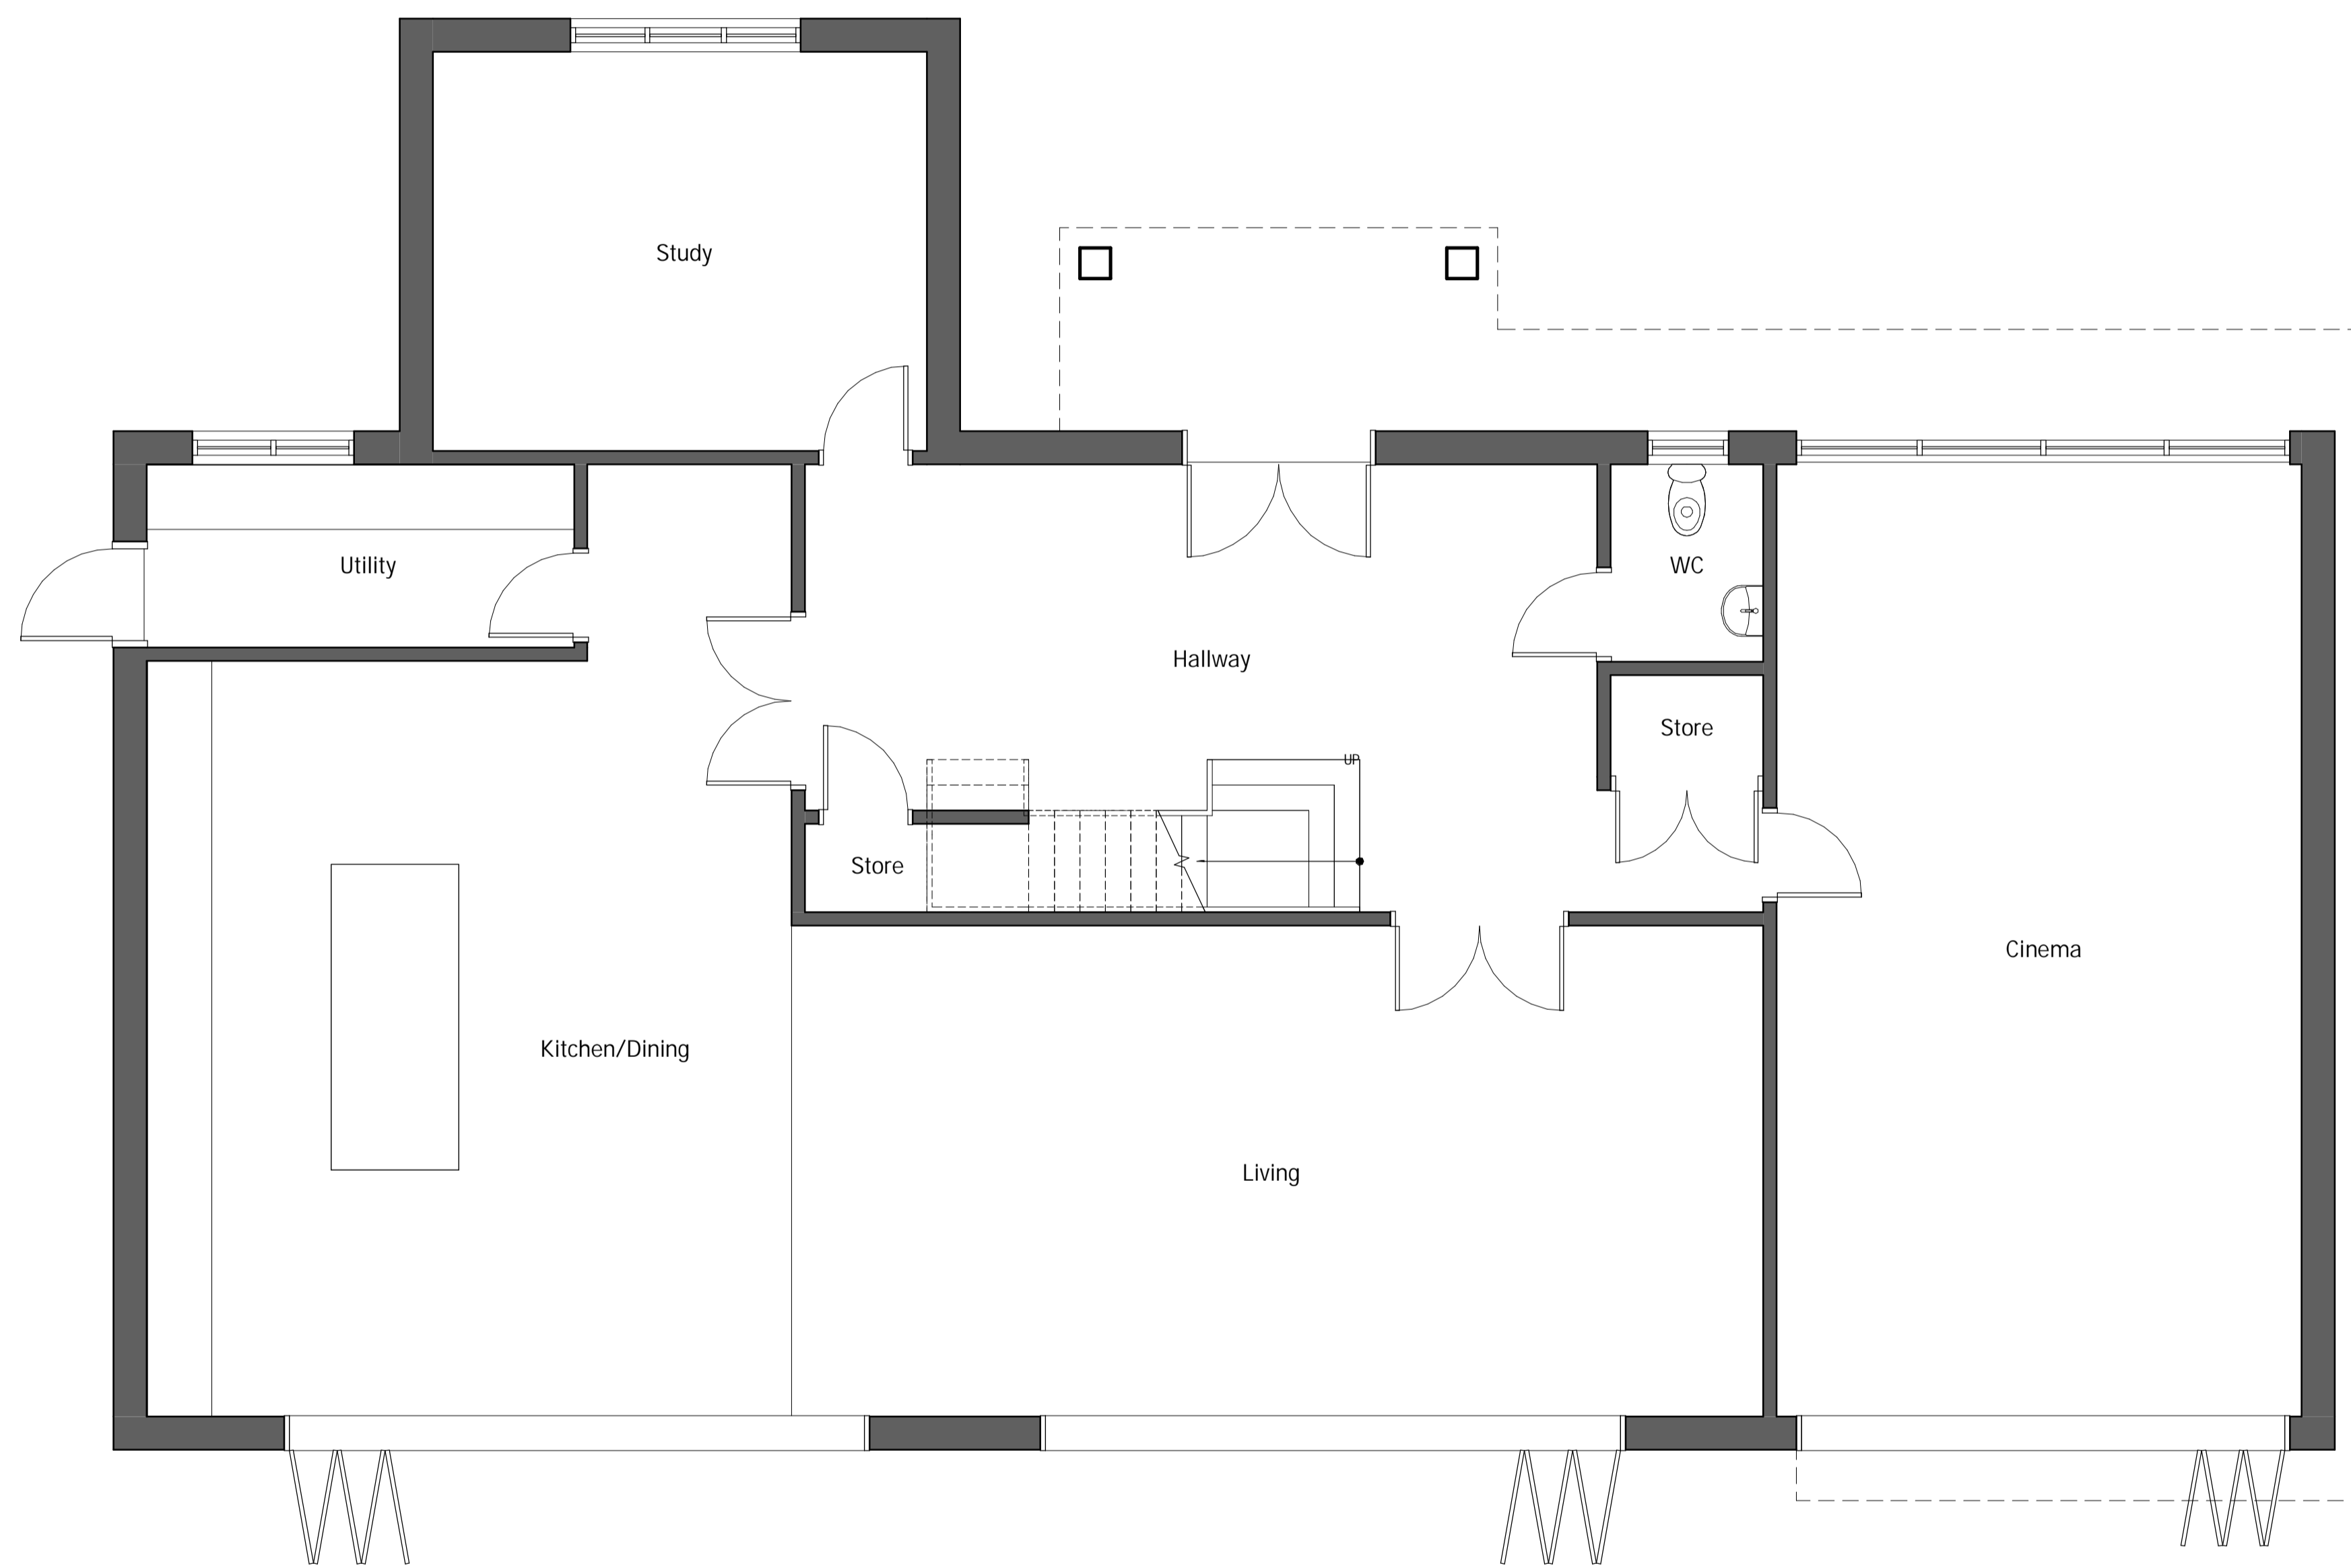 Study
Utility
WC
Hallway
Store
UP
Store
Cinema
Kitchen/Dining
Living